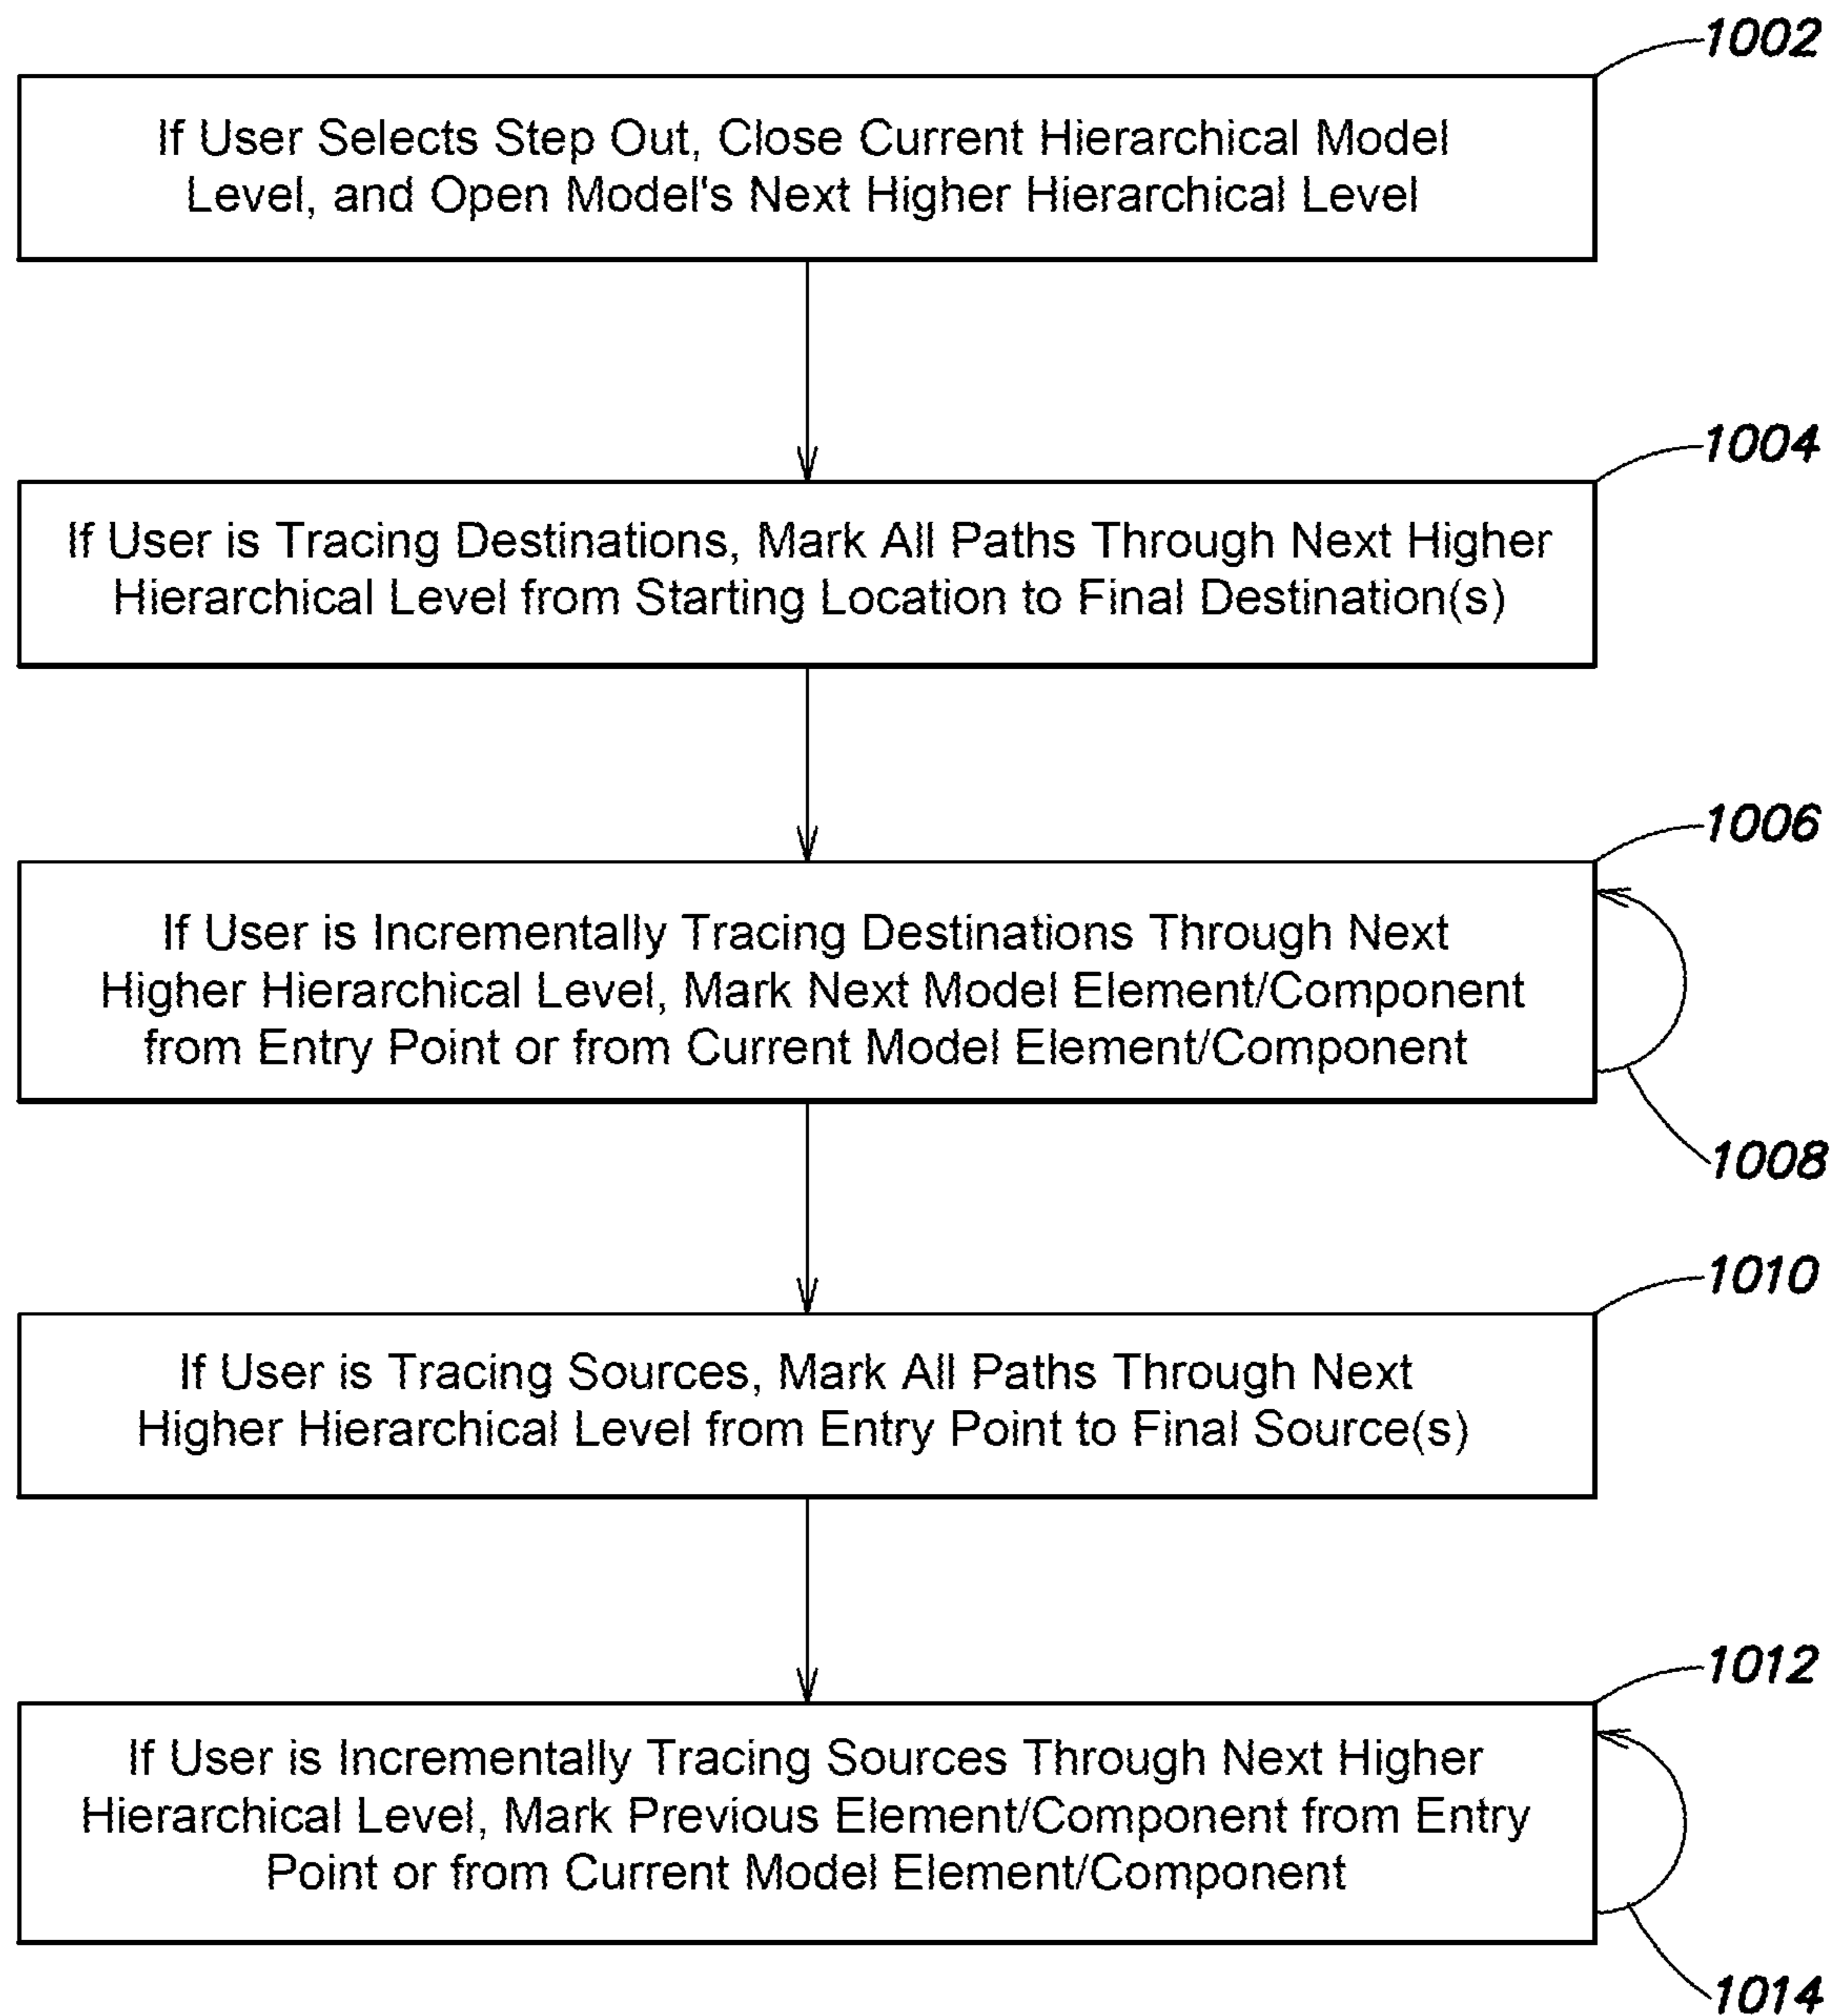 1002
If User Selects Step Out, Close Current Hierarchical Model
Level, and Open Model's Next Higher Hierarchical Level
1004
If User is Tracing Destinations, Mark All Paths Through Next Higher
Hierarchical Level from Starting Location to Final Destination(s)
1006
If User is Incrementally Tracing Destinations Through Next
Higher Hierarchical Level, Mark Next Model Element/Component
from Entry Point or from Current Model Element/Component
1008
1010
If User is Tracing Sources, Mark All Paths Through Next
Higher Hierarchical Level from Entry Point to Final Source(s)
1012
If User is Incrementally Tracing Sources Through Next Higher
Hierarchical Level, Mark Previous Element/Component from Entry
Point or from Current Model Element/Component
1014